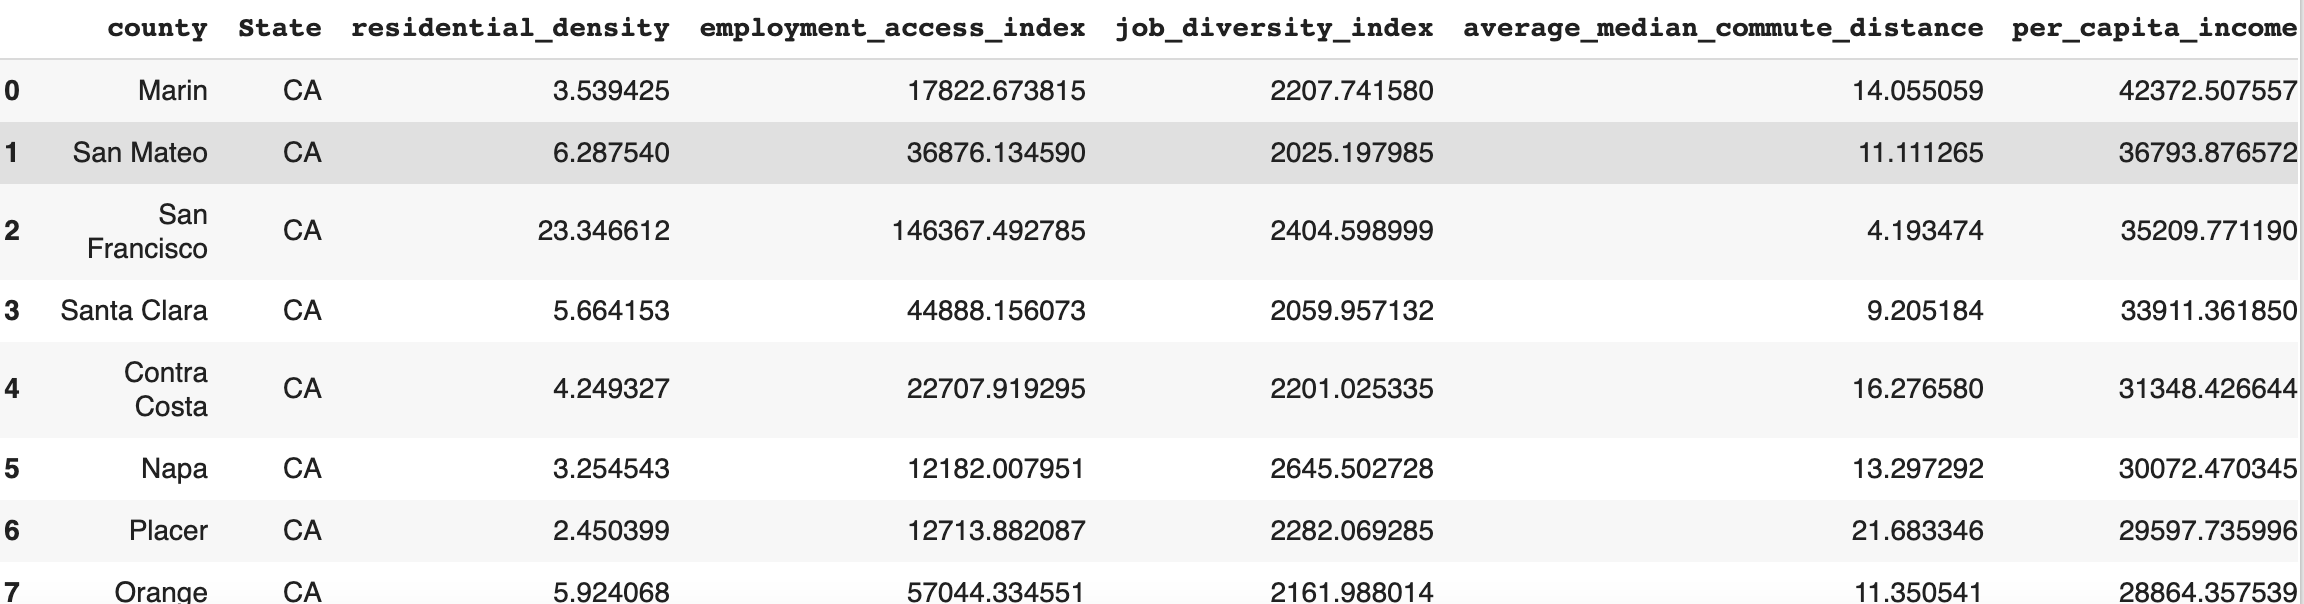 county State residential_density employment_access_index job_diversity_index average_median_commute_distance per_capita_income
0 Marin CA 3.539425 17822.673815 2207.741580 14.055059 42372.507557
1 San Mateo CA 6.287540 36876.134590 2025.197985 11.111265 36793.876572
2 San Francisco CA 23.346612 146367.492785 2404.598999 4.193474 35209.771190
3 Santa Clara CA 5.664153 44888.156073 2059.957132 9.205184 33911.361850
4 Contra Costa CA 4.249327 22707.919295 2201.025335 16.276580 31348.426644
5 Napa CA 3.254543 12182.007951 2645.502728 13.297292 30072.470345
6 Placer CA 2.450399 12713.882087 2282.069285 21.683346 29597.735996
7 Orange CA 5.924068 57044.334551 2161.988014 11.350541 28864.357539